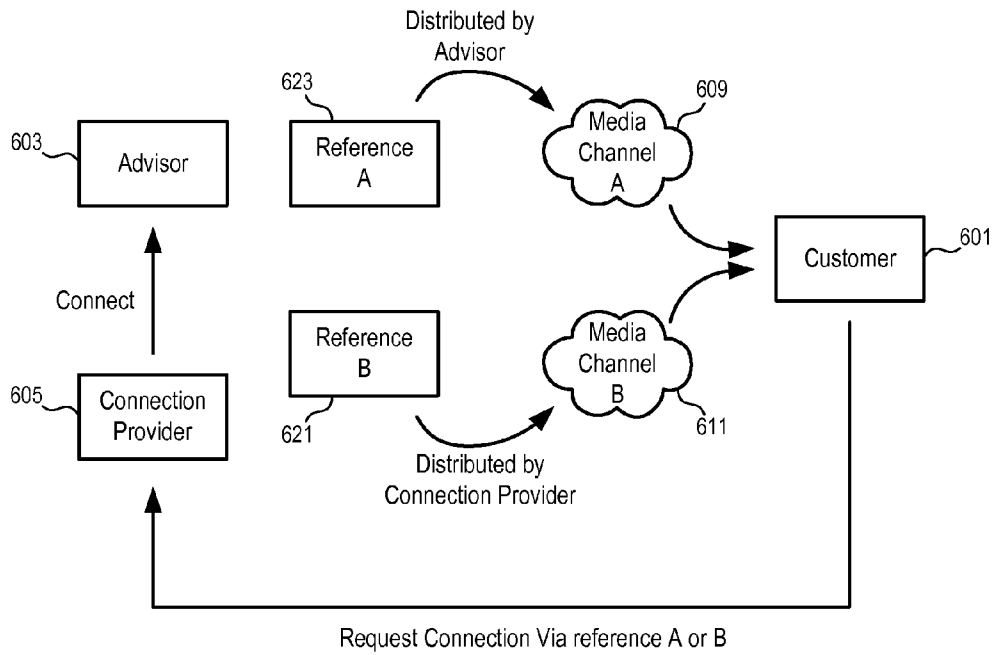 Distributed by
Advisor
623
609
603
Advisor
Reference
A
Media
Channel
A
Customer
601
Connect
Reference
B
Media
Channel
B
605
Connection
Provider
621
611
Distributed by
Connection Provider
Request Connection Via reference A or B